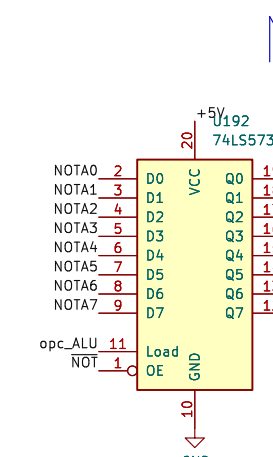 +5V
U192
74LS573
20
VCC
NOTA0 2 D0 Q0
NOTA1 3 D1 Q1
NOTA2 4 D2 Q2
NOTA3 5 D3 Q3
NOTA4 6 D4 Q4
NOTA5 7 D5 Q5
NOTA6 8 D6 Q6
NOTA7 9 D7 Q7
opc_ALU 11 Load
NOT 1 OE
GND
10